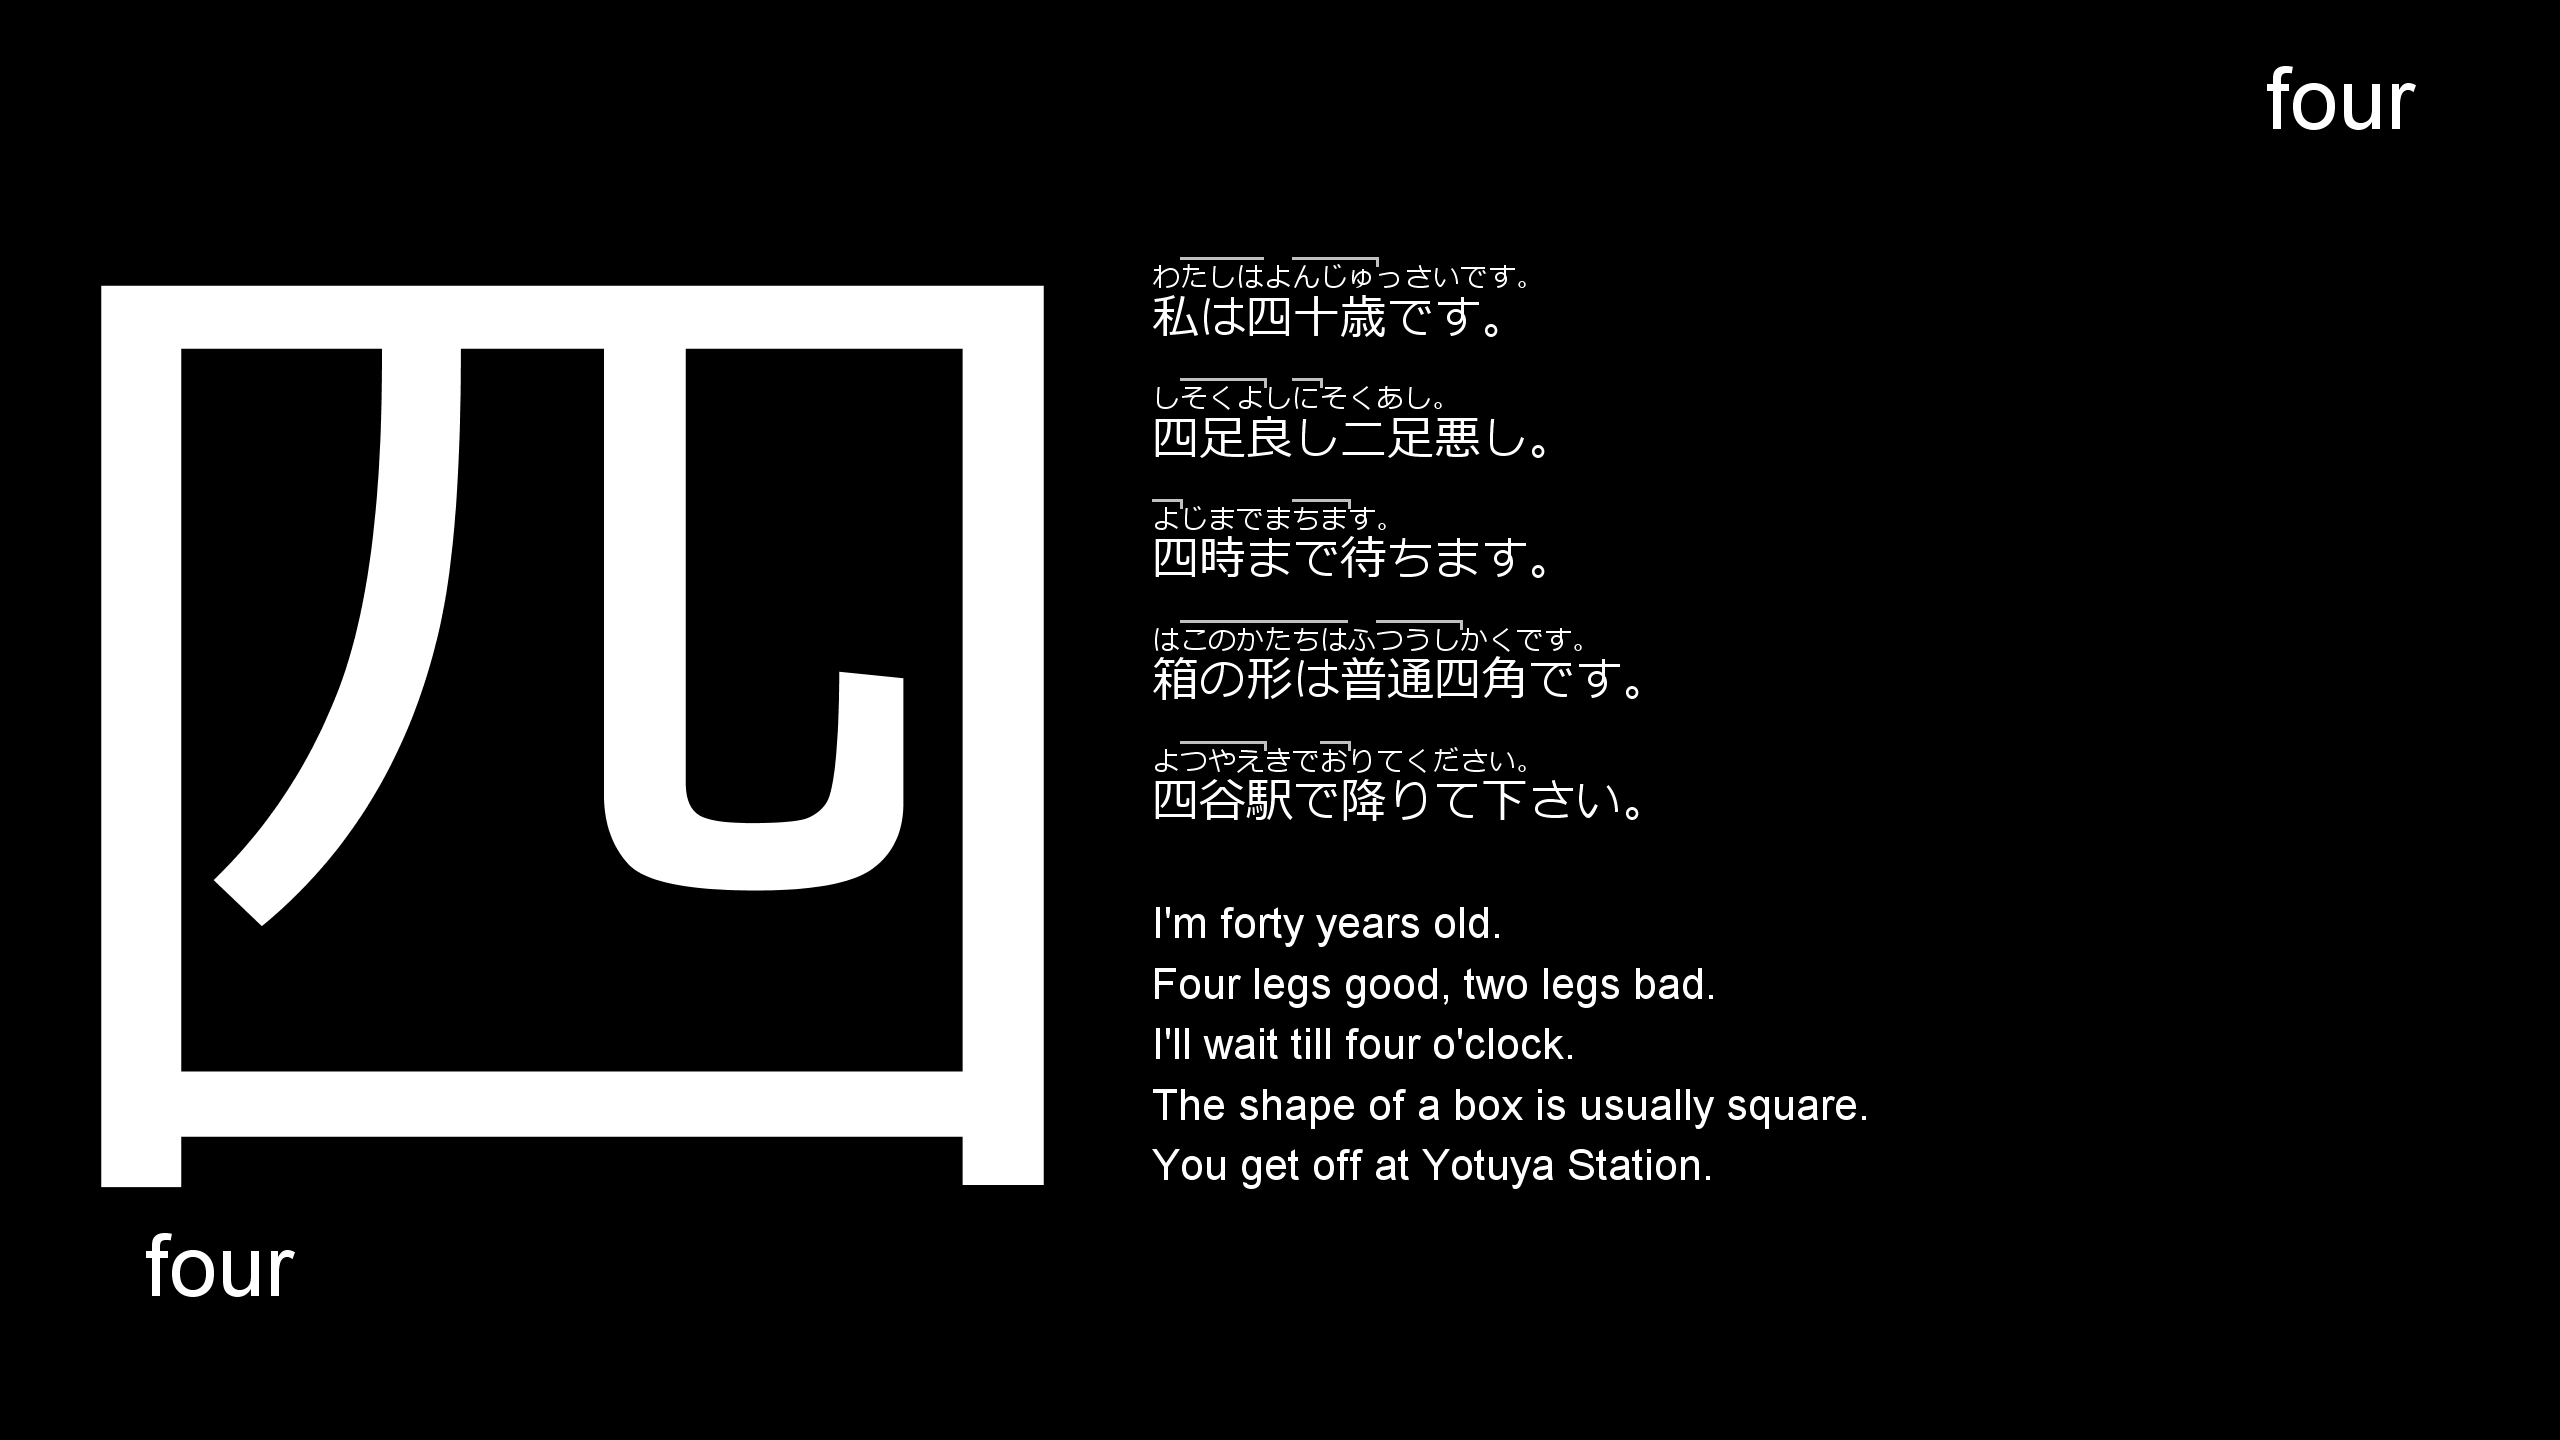 four
四
four
わたしはよんじゅっさいです。
私は四十歳です。
しそくよしにそくあし。
四足良し二足悪し。
よじまでまちます。
四時まで待ちます。
はこのかたちはふつうしかくです。
箱の形は普通四角です。
よつやえきでおりてください。
四谷駅で降りて下さい。
I'm forty years old.
Four legs good, two legs bad.
I'll wait till four o'clock.
The shape of a box is usually square.
You get off at Yotuya Station.